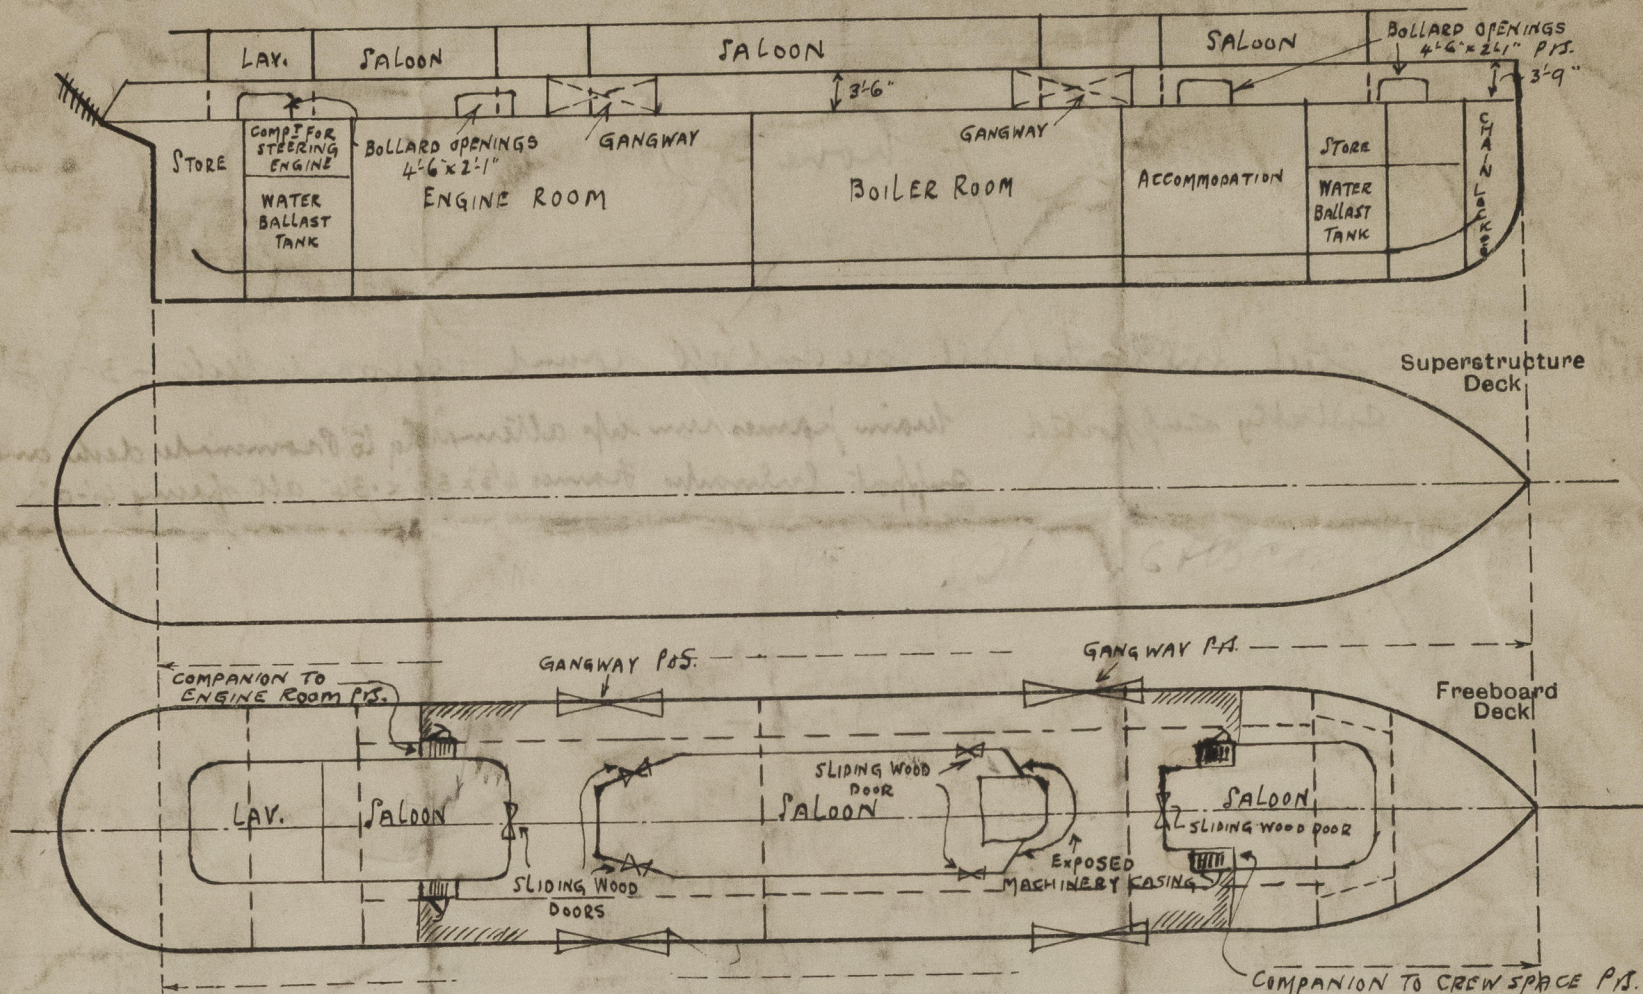 LAV.
SALOON
SALOON
SALOON
BOLLARD OPENINGS
4'-6" x 2'-1" P&S.
3'-9"
3'-6"
COMPT FOR
STEERING
ENGINE
STORE
BOLLARD OPENINGS
4'-6" x 2'-1"
GANGWAY
GANGWAY
WATER
BALLAST
TANK
ENGINE ROOM
BOILER ROOM
ACCOMMODATION
STORE
WATER
BALLAST
TANK
CHAIN LOCKER
Superstructure
Deck
GANGWAY P&S.
GANGWAY P&S.
COMPANION TO
ENGINE ROOM P&S.
Freeboard
Deck
LAV.
SALOON
SLIDING WOOD
DOOR
SALOON
SALOON
SLIDING WOOD DOOR
SLIDING WOOD
DOORS
EXPOSED
MACHINERY CASING
COMPANION TO CREW SPACE P&S.